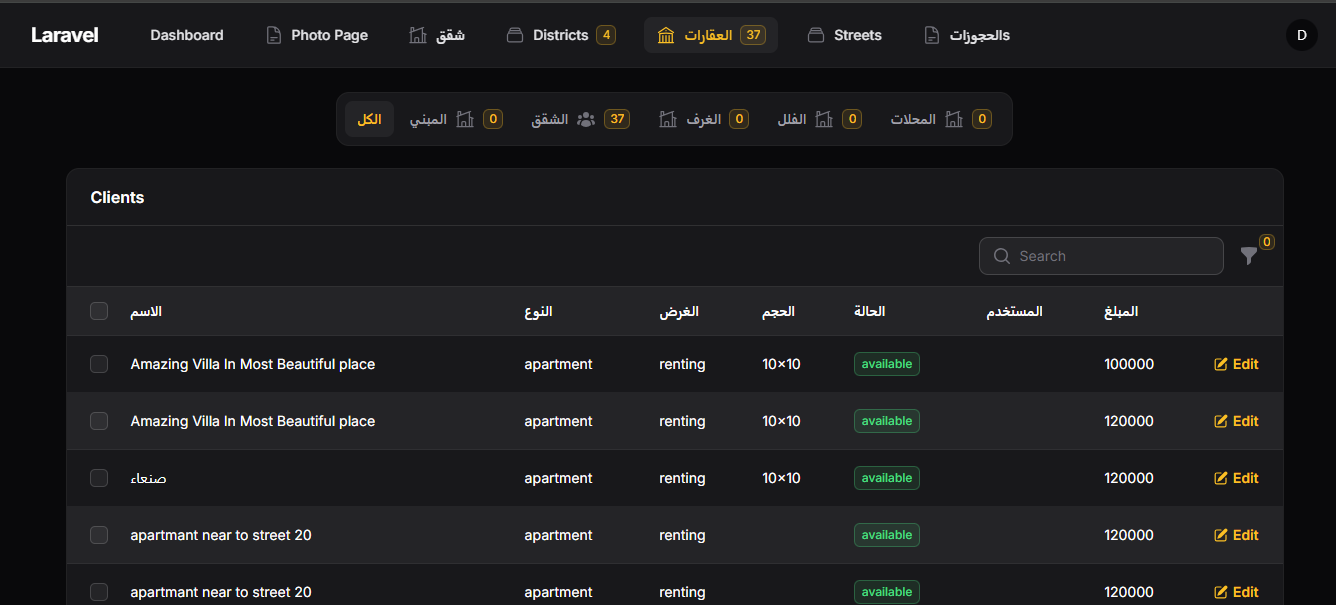 Laravel Dashboard Photo Page شقق Districts 4 العقارات 37 Streets والحجوزات D
الكل المبني 0 الشقق 37 الغرف 0 الفلل 0 المحلات 0
Clients
Search 0
الاسم النوع الغرض الحجم الحالة المستخدم المبلغ
Amazing Villa In Most Beautiful place apartment renting 10×10 available 100000 Edit
Amazing Villa In Most Beautiful place apartment renting 10×10 available 120000 Edit
صنعاء apartment renting 10×10 available 120000 Edit
apartmant near to street 20 apartment renting available 120000 Edit
apartmant near to street 20 apartment renting available 120000 Edit